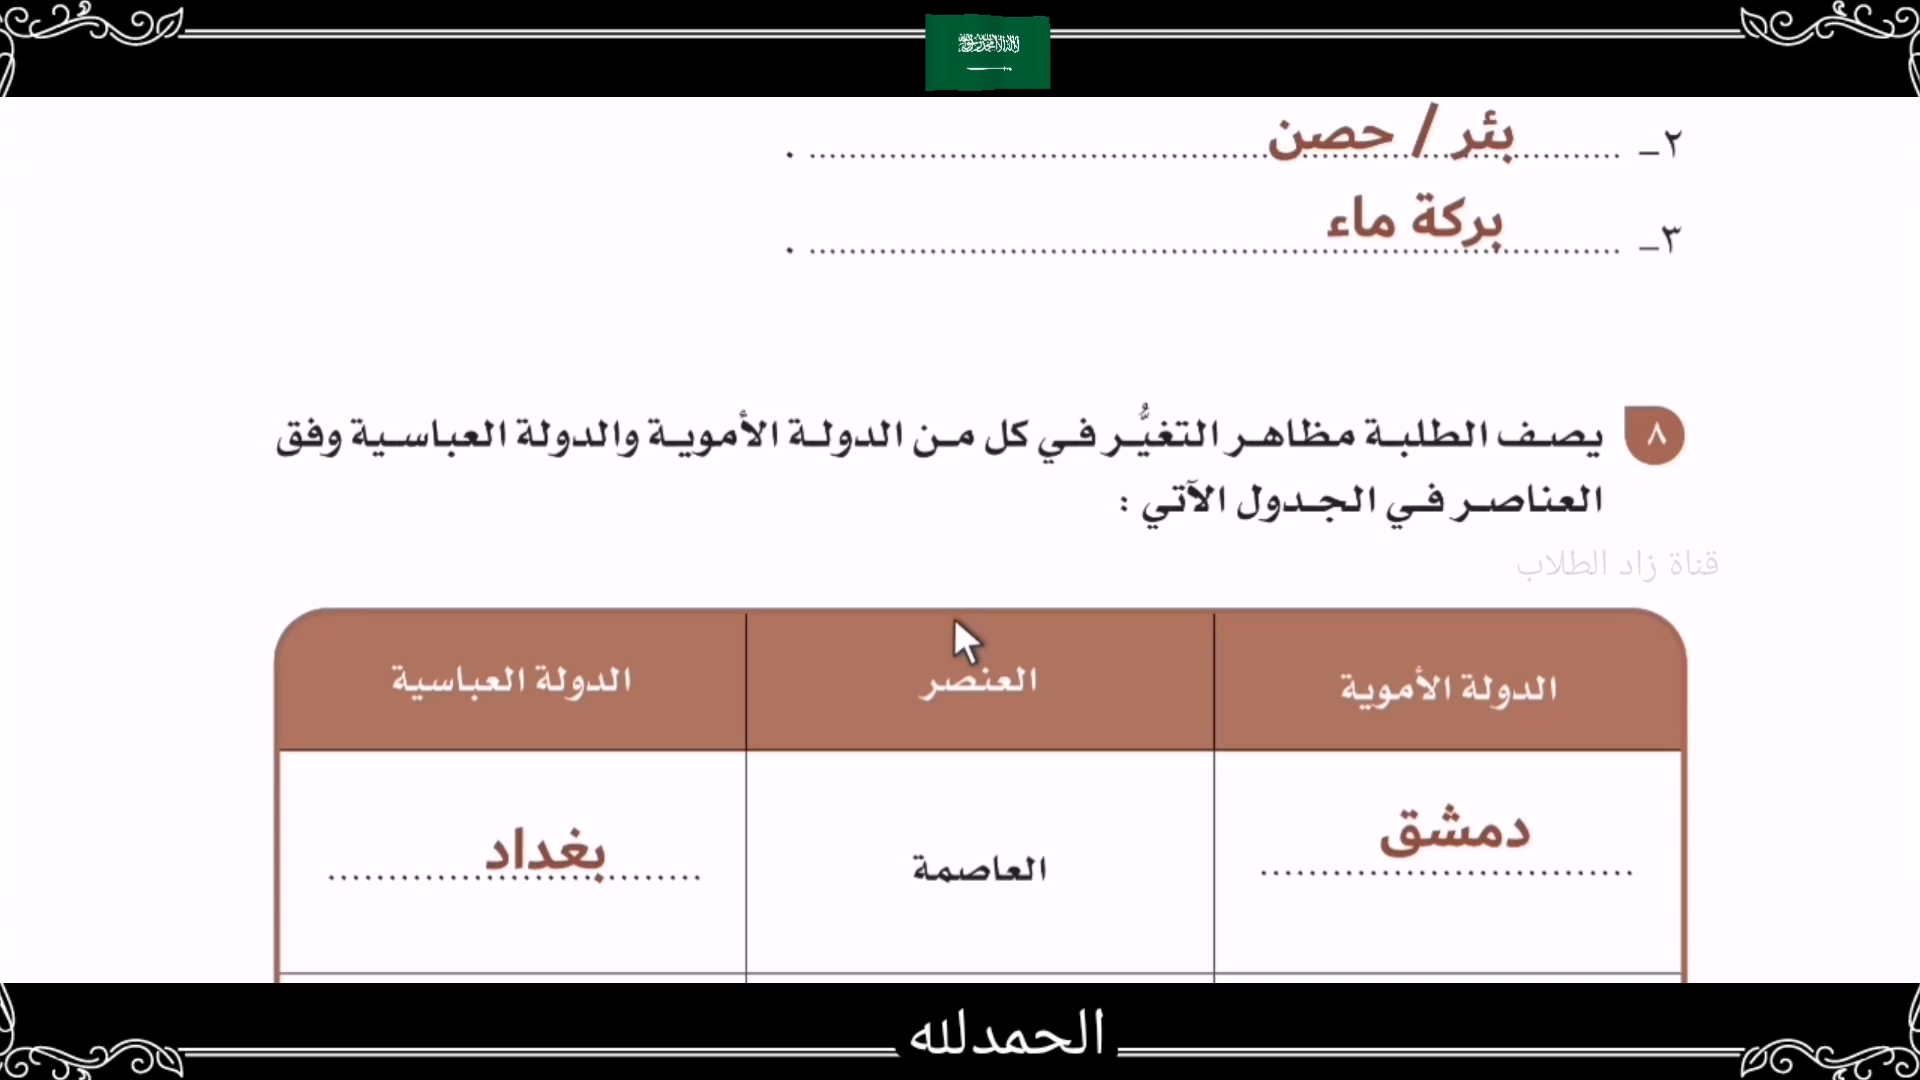 ٢- بئر / حصن .
٣- بركة ماء .
٨ يصف الطلبة مظاهر التغيُّر في كل من الدولة الأموية والدولة العباسية وفق
العناصر في الجدول الآتي :
قناة زاد الطلاب
الدولة الأموية العنصر الدولة العباسية
دمشق العاصمة بغداد
الحمدلله